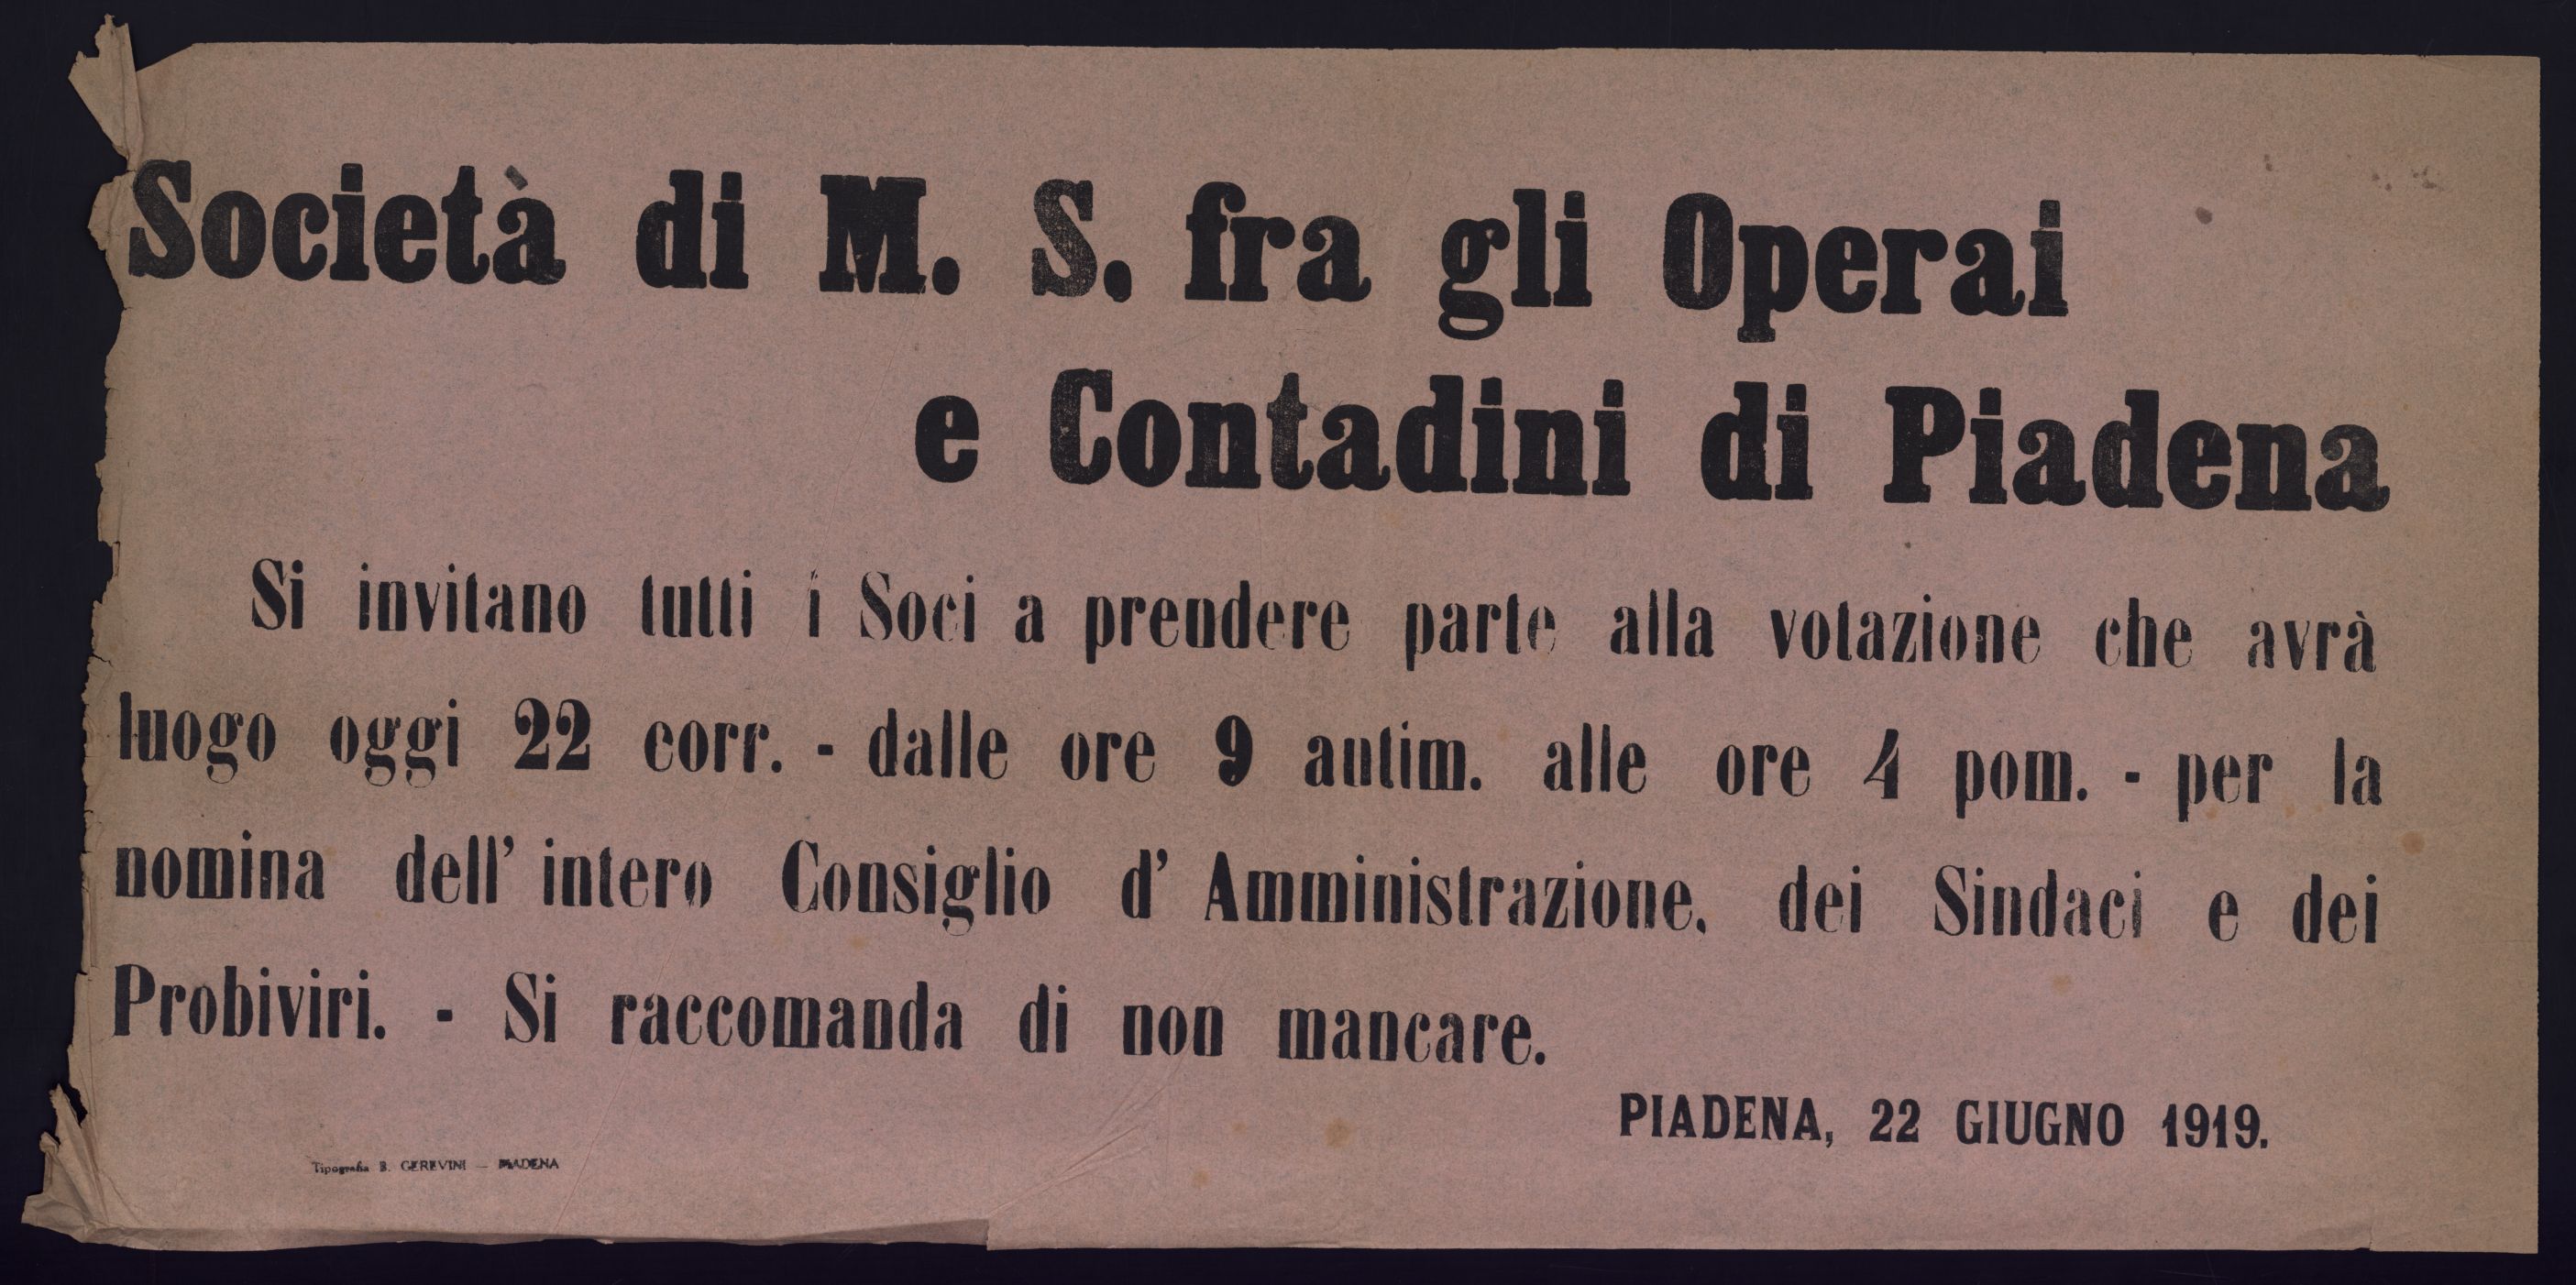 Società di M. S. fra gli Operai
e Contadini di Piadena
Si invitano tutti i Soci a prendere parte alla votazione che avrà
luogo oggi 22 corr. - dalle ore 9 antim. alle ore 4 pom. - per la
nomina dell' intero Consiglio d' Amministrazione, dei Sindaci e dei
Probiviri. - Si raccomanda di non mancare.
PIADENA, 22 GIUGNO 1919.
Tipografia B. GEREVINI — PIADENA